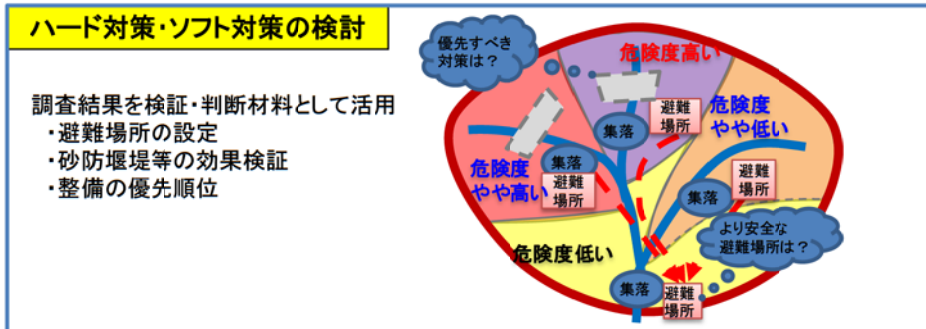 ハード対策・ソフト対策の検討
調査結果を検証・判断材料として活用
・避難場所の設定
・砂防堰堤等の効果検証
・整備の優先順位
優先すべき
対策は？
危険度高い
避難
場所
集落
危険度
やや低い
集落
避難
場所
危険度
やや高い
避難
場所
集落
より安全な
避難場所は？
危険度低い
集落
避難
場所